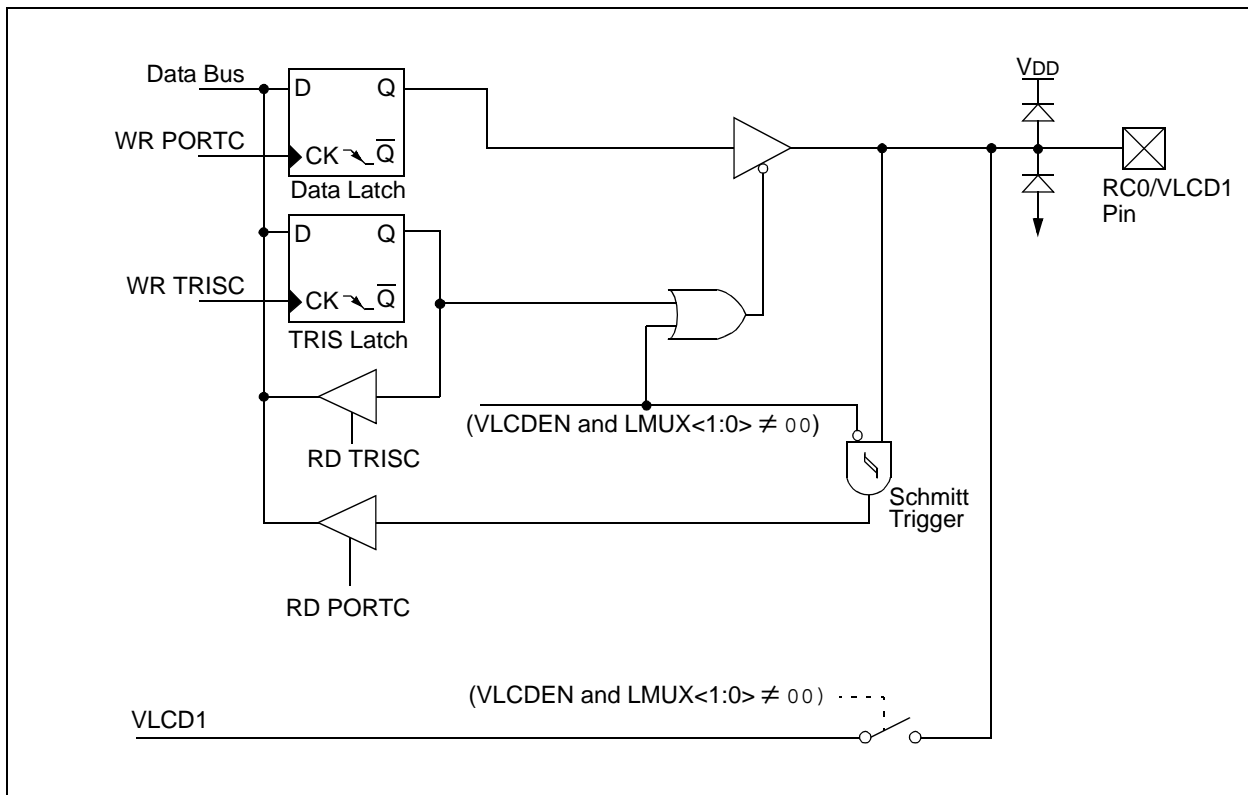 Data Bus
D Q
VDD
WR PORTC
CK Q̅
Data Latch
RC0/VLCD1
Pin
D Q
WR TRISC
CK Q̅
TRIS Latch
(VLCDEN and LMUX<1:0> ≠ 00)
RD TRISC
Schmitt
Trigger
RD PORTC
(VLCDEN and LMUX<1:0> ≠ 00)
VLCD1